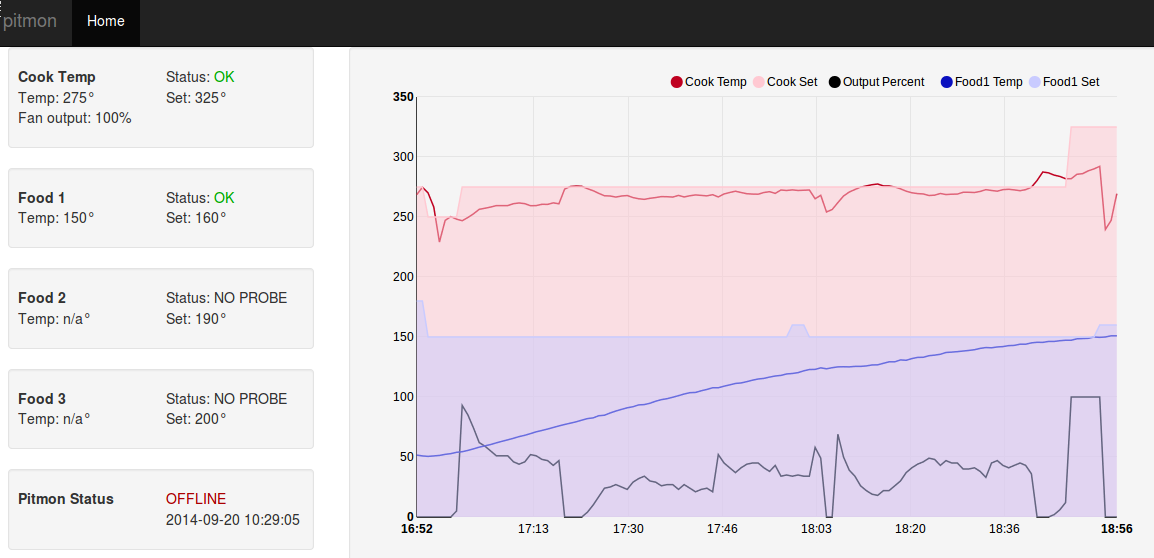 pitmon Home
Cook Temp Status: OK
Temp: 275° Set: 325°
Fan output: 100%
Food 1 Status: OK
Temp: 150° Set: 160°
Food 2 Status: NO PROBE
Temp: n/a° Set: 190°
Food 3 Status: NO PROBE
Temp: n/a° Set: 200°
Pitmon Status OFFLINE
2014-09-20 10:29:05
Cook Temp Cook Set Output Percent Food1 Temp Food1 Set
350
300
250
200
150
100
50
0
16:52 17:13 17:30 17:46 18:03 18:20 18:36 18:56